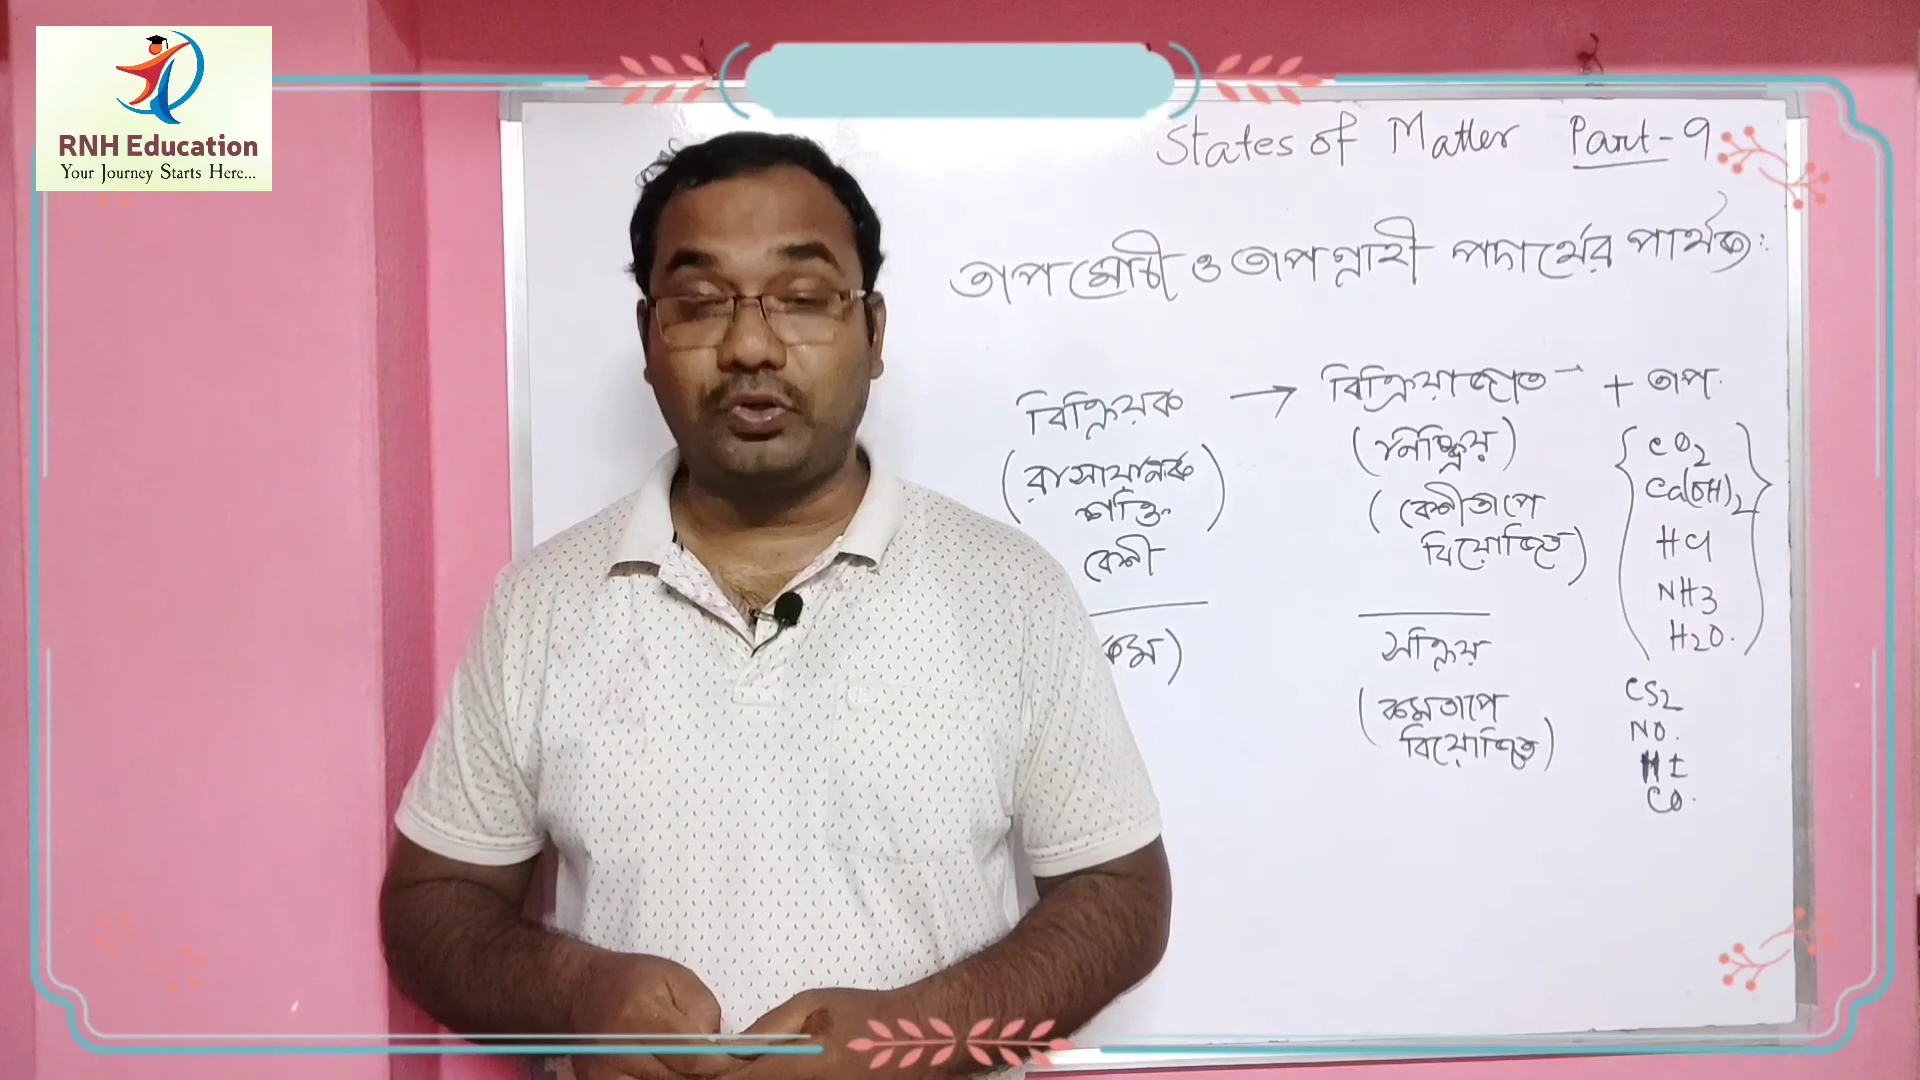 RNH Education
Your Journey Starts Here...
States of Matter Part-9
তাপমোচী ও তাপগ্রাহী পদার্থের পার্থক্য:
বিক্রিয়ক → বিক্রিয়াজাত + তাপ
(রাসায়নিক শক্তি বেশী)
(নিষ্ক্রিয়)
(বেশীতাপে
বিয়োজিত)
CO2
Ca(OH)2
HCl
NH3
H2O.
কম)
সক্রিয়
(কমতাপে
বিয়োজিত)
CS2
NO.
HI
CO.